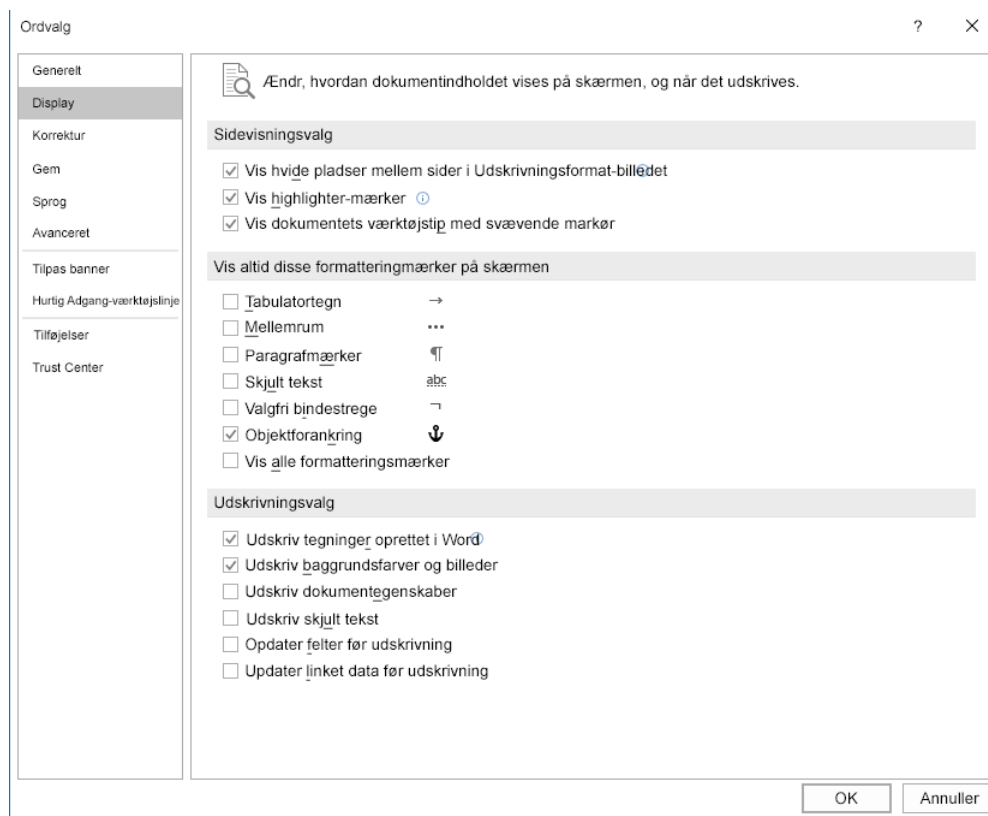 Ordvalg
Generelt
Display
Korrektur
Gem
Sprog
Avanceret
Tilpas banner
Hurtig Adgang-værktøjslinje
Tilføjelser
Trust Center
Ændr, hvordan dokumentindholdet vises på skærmen, og når det udskrives.
Sidevisningsvalg
Vis hvide pladser mellem sider i Udskrivningsformat-billedet
Vis highlighter-mærker
Vis dokumentets værktøjstip med svævende markør
Vis altid disse formatteringmærker på skærmen
Tabulatortegn →
Mellemrum •••
Paragrafmærker ¶
Skjult tekst abc
Valgfri bindestrege ¬
Objektforankring
Vis alle formatteringsmærker
Udskrivningsvalg
Udskriv tegninger oprettet i Word
Udskriv baggrundsfarver og billeder
Udskriv dokumentegenskaber
Udskriv skjult tekst
Opdater felter før udskrivning
Updater linket data før udskrivning
OK Annuller